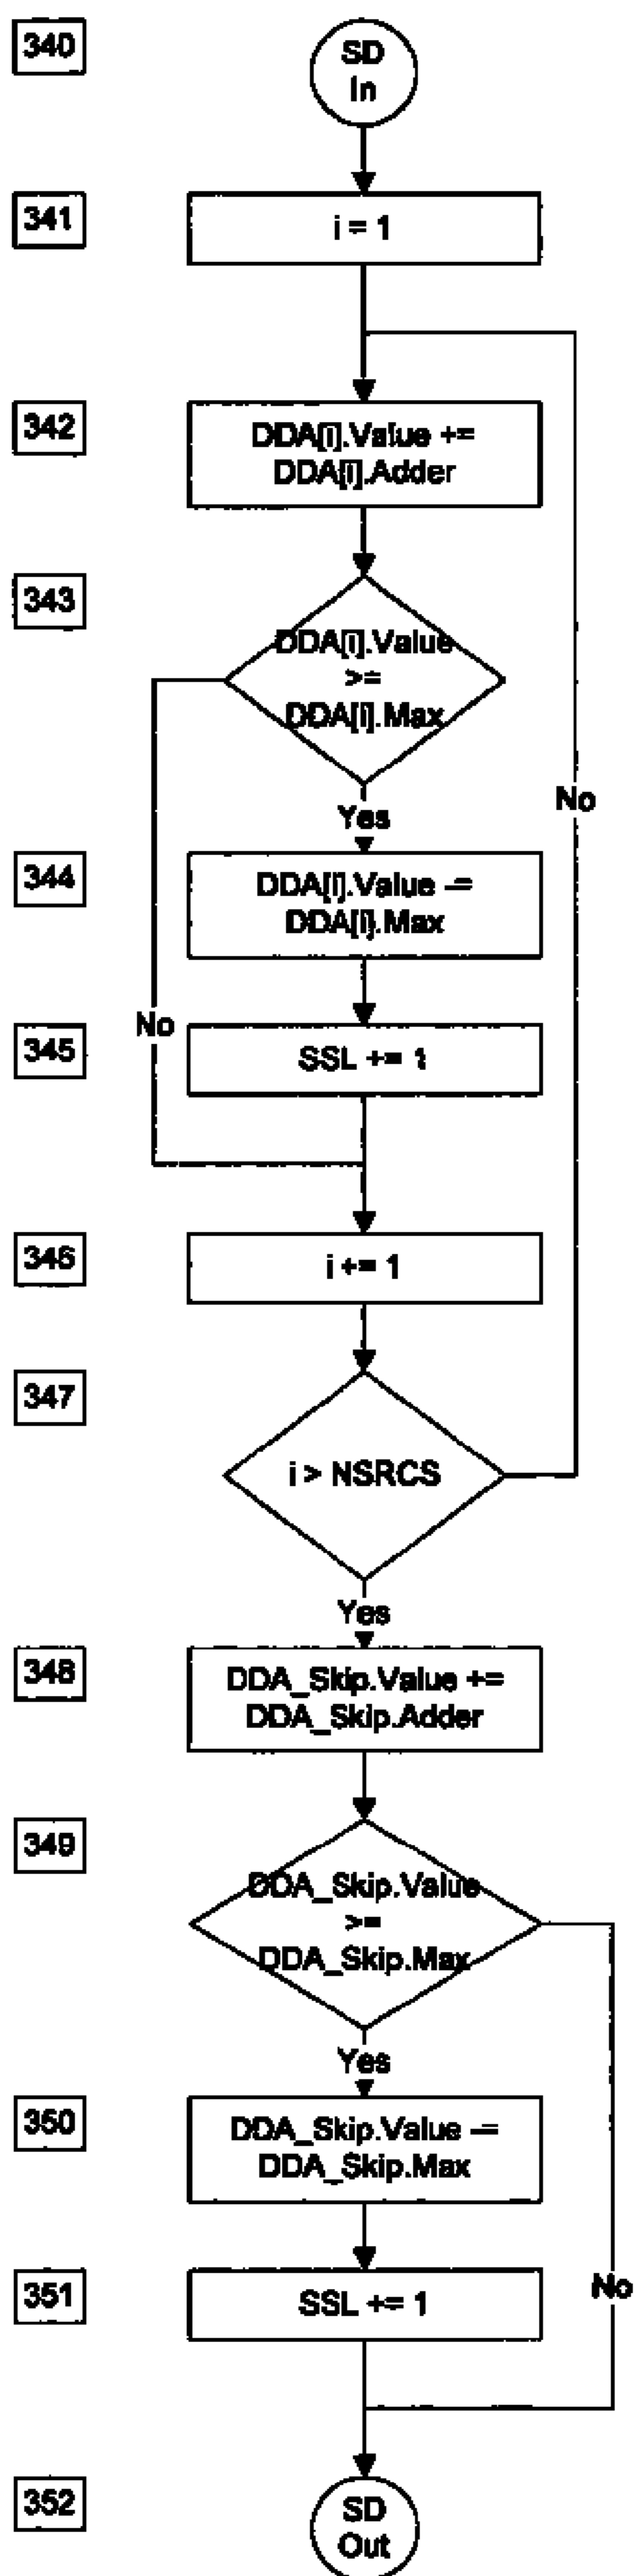 340
SD
In
341
i = 1
342
DDA[i].Value +=
DDA[i].Adder
343
DDA[i].Value
>=
DDA[i].Max
Yes
No
344
DDA[i].Value -=
DDA[i].Max
345
No
SSL += 1
346
i += 1
347
i > NSRCS
Yes
348
DDA_Skip.Value +=
DDA_Skip.Adder
349
DDA_Skip.Value
>=
DDA_Skip.Max
Yes
350
DDA_Skip.Value -=
DDA_Skip.Max
351
SSL += 1
No
352
SD
Out